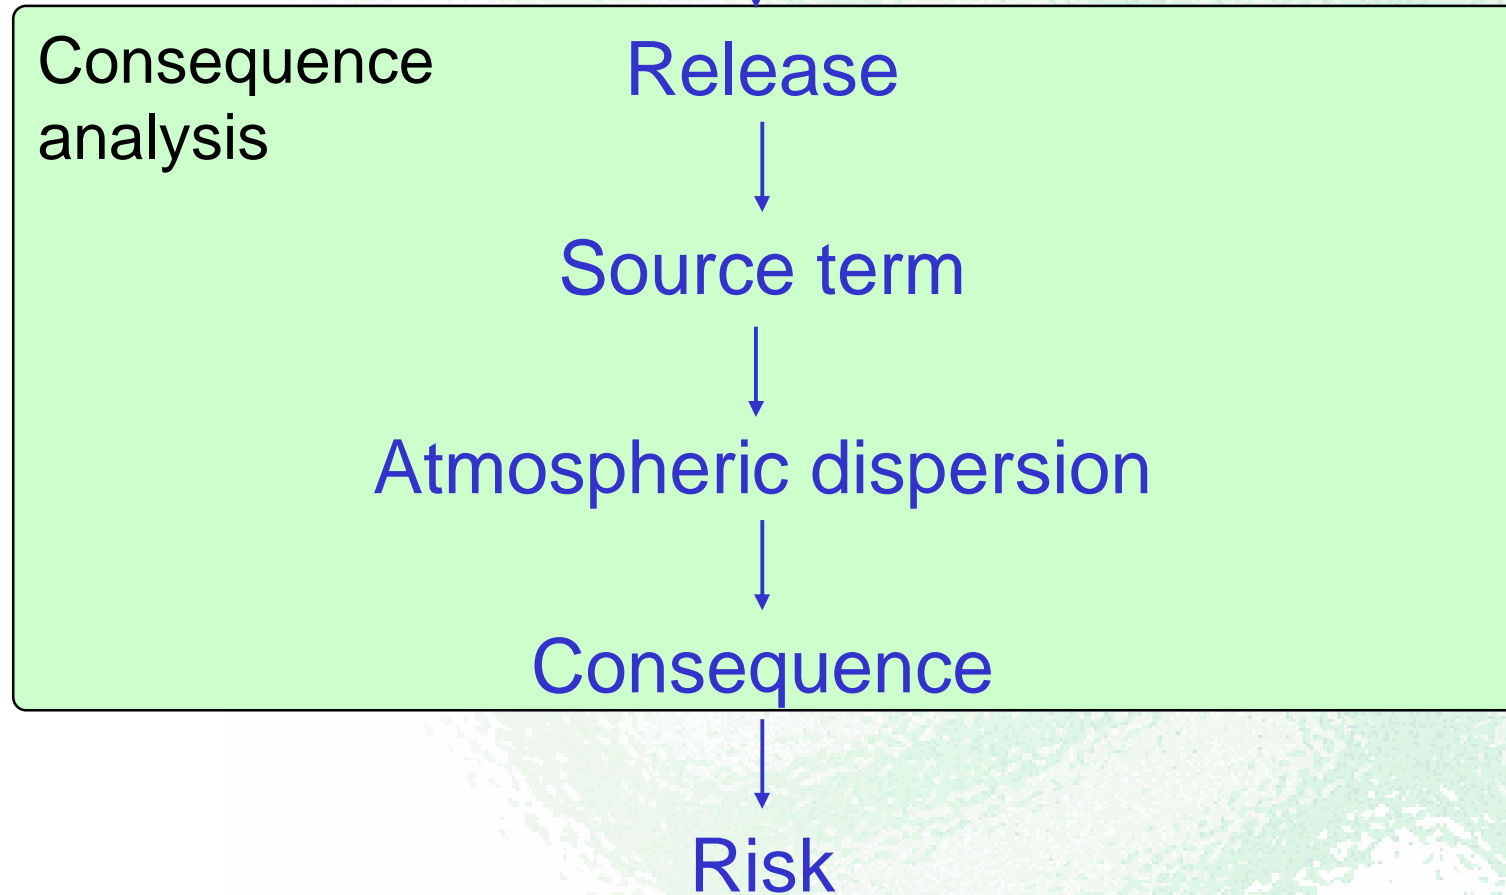 Consequence
analysis
Release
Source term
Atmospheric dispersion
Consequence
Risk